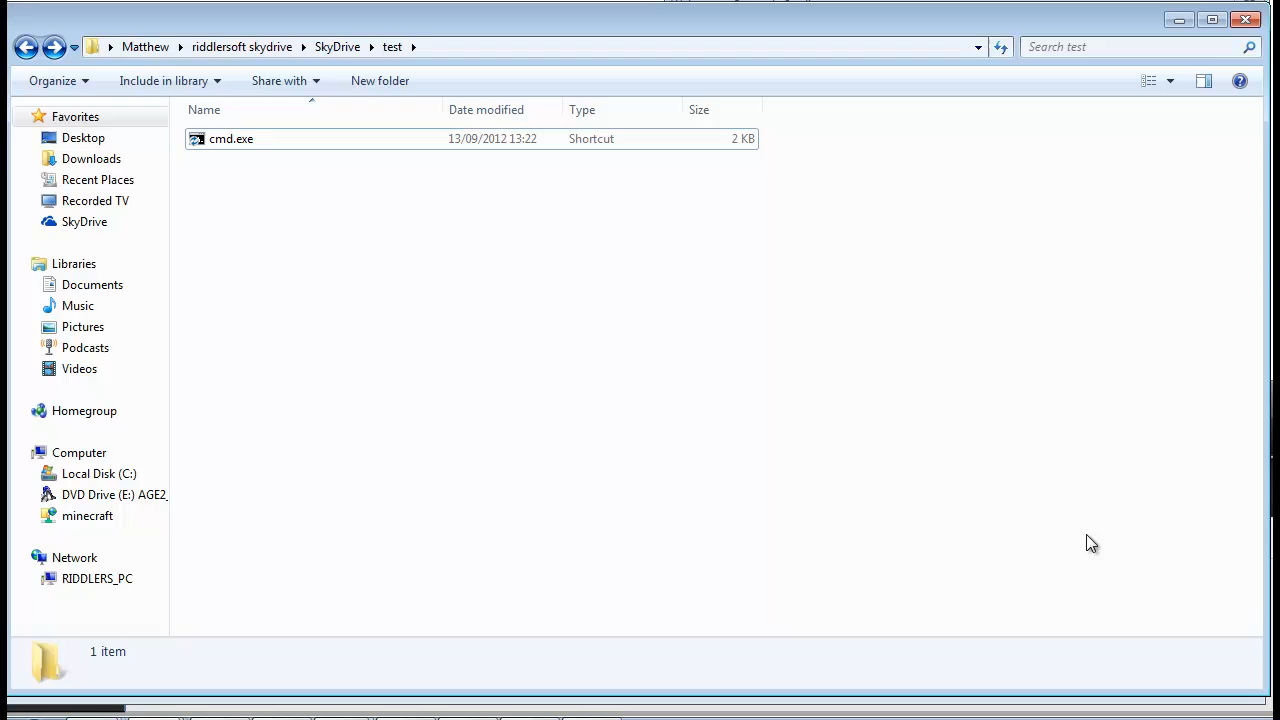 Matthew riddlersoft skydrive SkyDrive test
Search test
Organize Include in library Share with New folder
Name Date modified Type Size
cmd.exe 13/09/2012 13:22 Shortcut 2 KB
Favorites
Desktop
Downloads
Recent Places
Recorded TV
SkyDrive
Libraries
Documents
Music
Pictures
Podcasts
Videos
Homegroup
Computer
Local Disk (C:)
DVD Drive (E:) AGE2_
minecraft
Network
RIDDLERS_PC
1 item